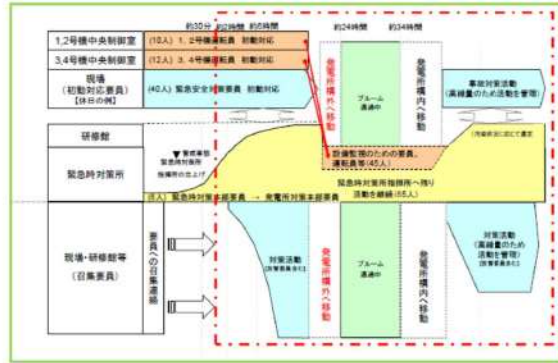 約30分
約2時間
約6時間
約24時間
約34時間
1,2号機中央制御室
(10人) 1, 2号機運転員 初動対応
3,4号機中央制御室
(12人) 3, 4号機運転員 初動対応
現場
(初動対応要員)
【休日の例】
(40人) 緊急安全対策要員 初動対応
発電所構外へ移動
プルーム
通過中
発電所構内へ移動
事故対策活動
(高線量のため
活動を管理)
研修館
緊急時対策所
▼警戒事態
緊急時対策所
指揮所の立上げ
設備監視のための要員、
運転員等(45人)
緊急時対策所指揮所へ残り
活動を継続(65人)
緊急時対策本部要員 → 発電所対策本部要員
現場・研修館等
(召集要員)
要員への召集連絡
対策活動
発電所構外へ移動
プルーム
通過中
発電所構内へ移動
対策活動
(高線量のため
活動を管理)